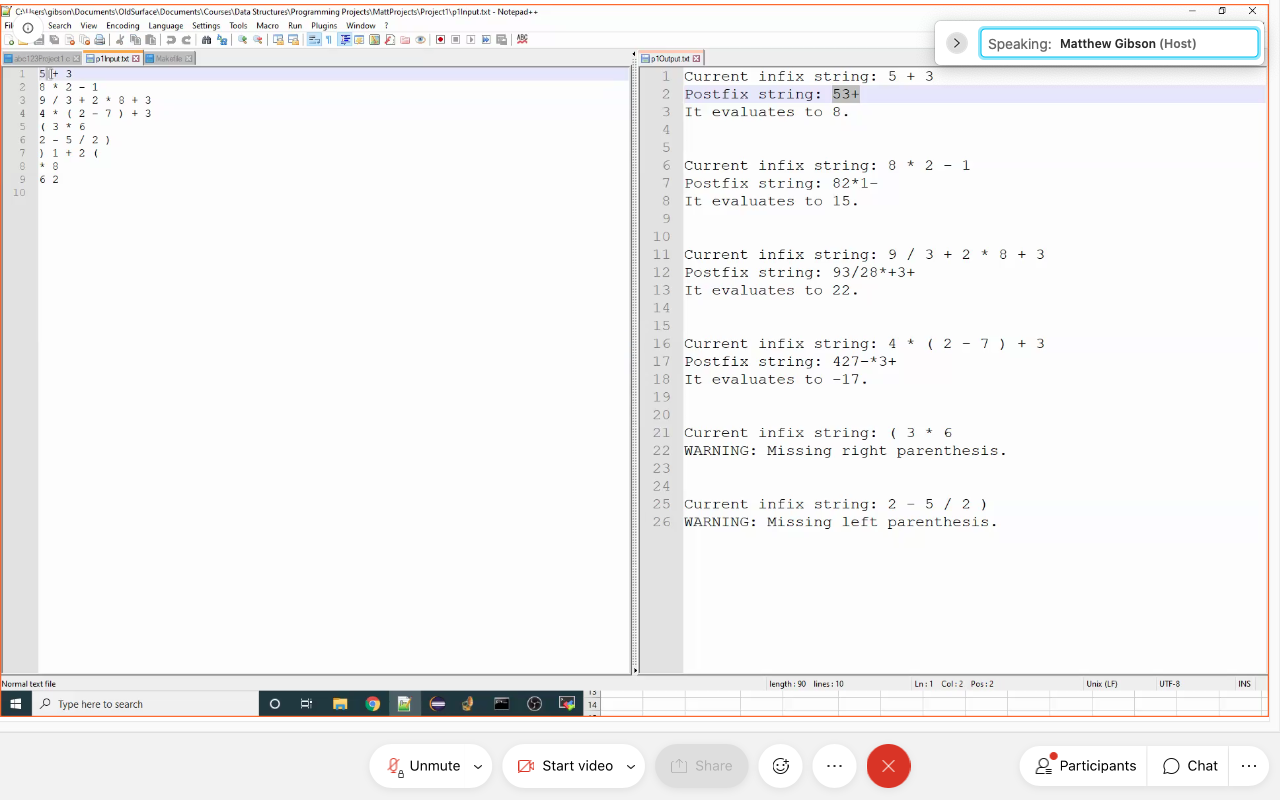 C:\Users\gibson\Documents\OldSurface\Documents\Courses\Data Structures\Programming Projects\MattProjects\Project1\p1Input.txt - Notepad++
Search View Encoding Language Settings Tools Macro Run Plugins Window ?
Speaking: Matthew Gibson (Host)
abc123Project1.c p1Input.txt Makefile
1 5 + 3
2 8 * 2 - 1
3 9 / 3 + 2 * 8 + 3
4 4 * ( 2 - 7 ) + 3
5 ( 3 * 6
6 2 - 5 / 2 )
7 ) 1 + 2 (
8 * 8
9 6 2
10
p1Output.txt
1 Current infix string: 5 + 3
2 Postfix string: 53+
3 It evaluates to 8.
4
5
6 Current infix string: 8 * 2 - 1
7 Postfix string: 82*1-
8 It evaluates to 15.
9
10
11 Current infix string: 9 / 3 + 2 * 8 + 3
12 Postfix string: 93/28*+3+
13 It evaluates to 22.
14
15
16 Current infix string: 4 * ( 2 - 7 ) + 3
17 Postfix string: 427-*3+
18 It evaluates to -17.
19
20
21 Current infix string: ( 3 * 6
22 WARNING: Missing right parenthesis.
23
24
25 Current infix string: 2 - 5 / 2 )
26 WARNING: Missing left parenthesis.
Normal text file length : 90 lines : 10 Ln : 1 Col : 2 Pos : 2 Unix (LF) UTF-8 INS
Type here to search
14
Unmute Start video Share Participants Chat